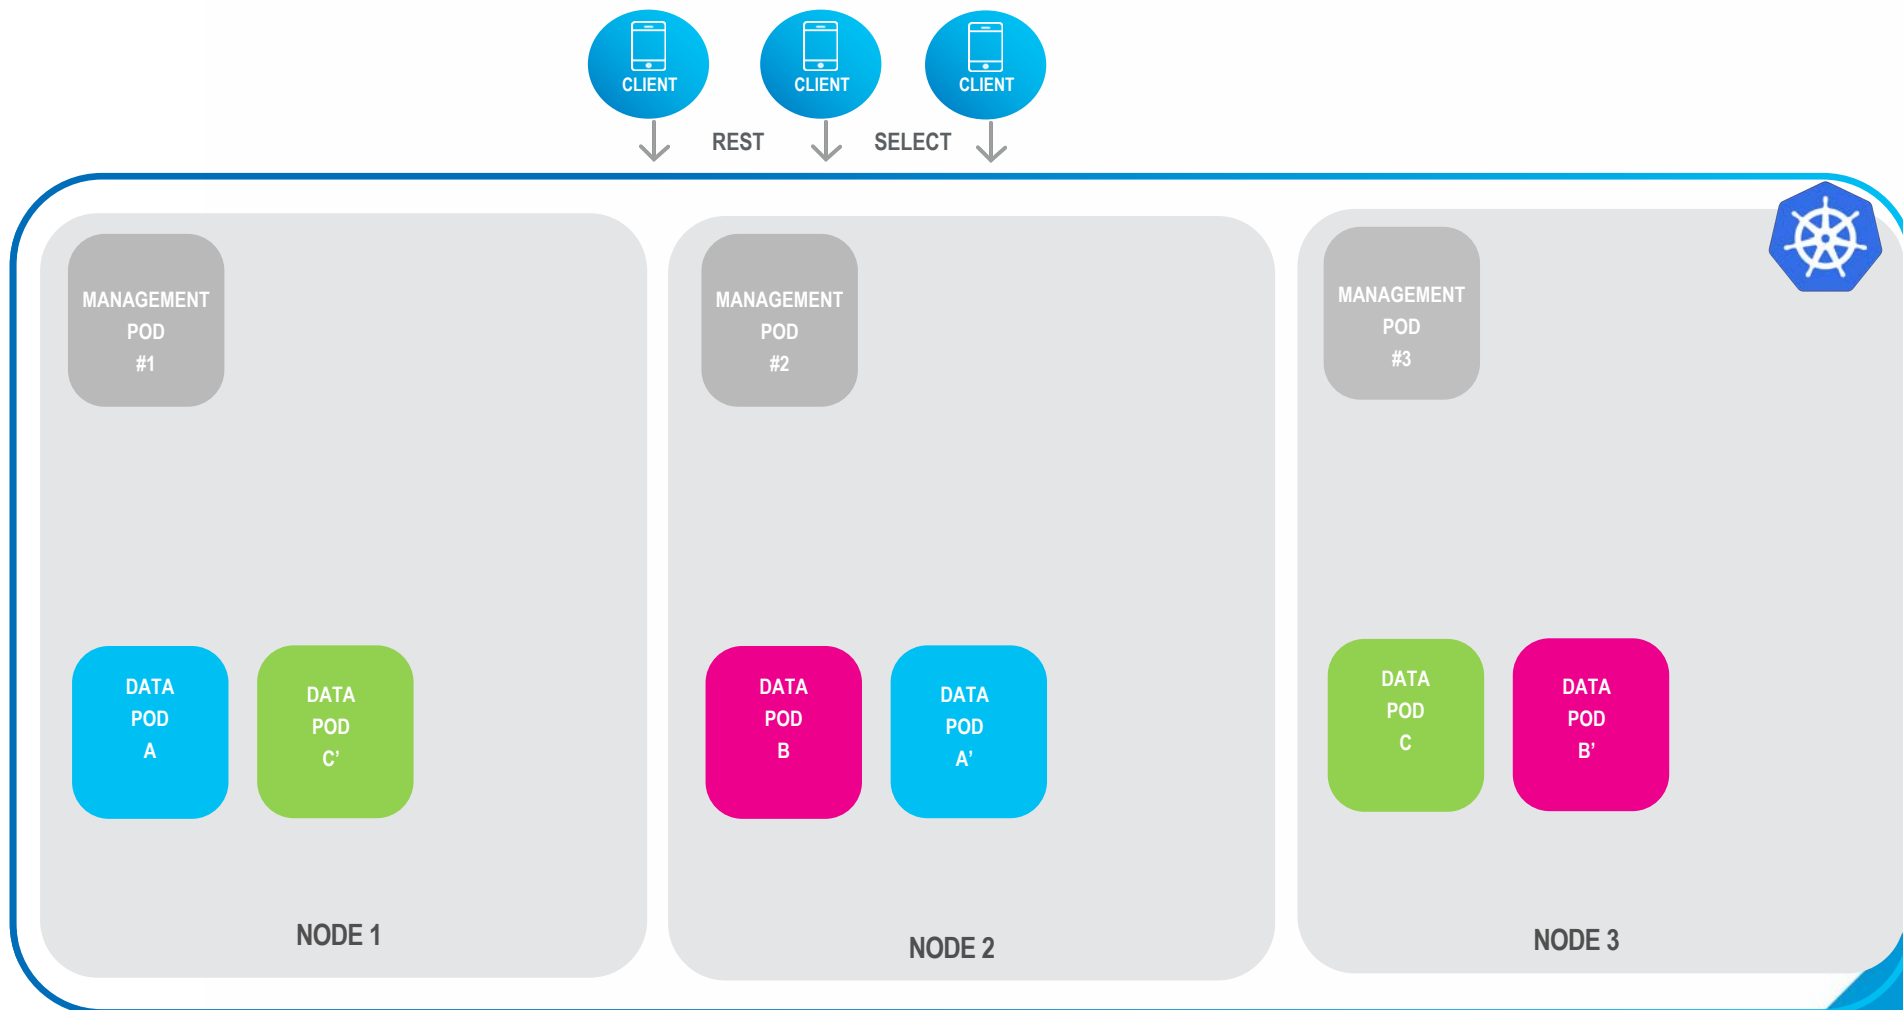 CLIENT
CLIENT
CLIENT
REST
SELECT
MANAGEMENT
POD
#1
MANAGEMENT
POD
#2
MANAGEMENT
POD
#3
DATA
POD
A
DATA
POD
C’
DATA
POD
B
DATA
POD
A’
DATA
POD
C
DATA
POD
B’
NODE 1
NODE 2
NODE 3